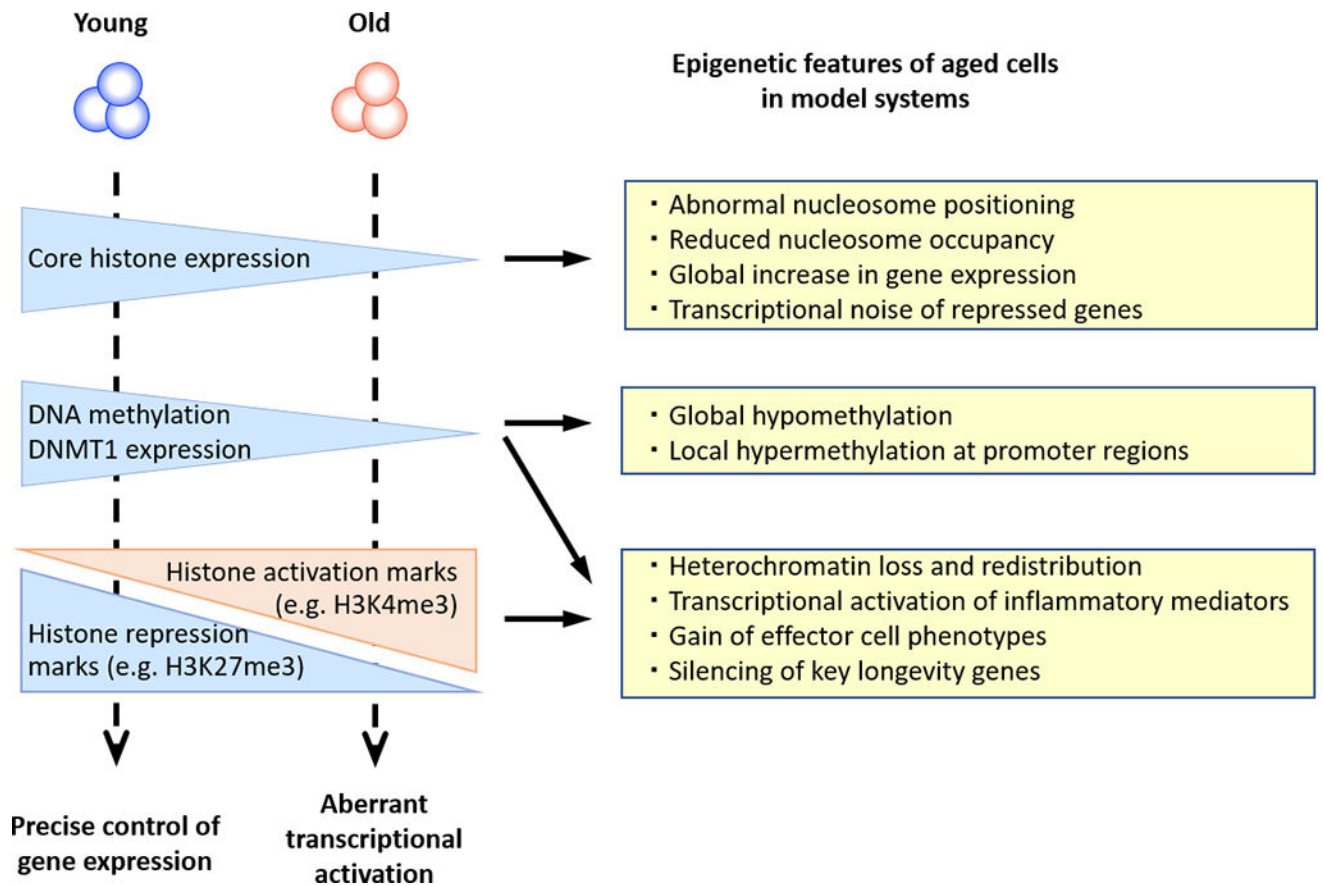 Young
Old
Epigenetic features of aged cells
in model systems
Core histone expression
・Abnormal nucleosome positioning
・Reduced nucleosome occupancy
・Global increase in gene expression
・Transcriptional noise of repressed genes
DNA methylation
DNMT1 expression
・Global hypomethylation
・Local hypermethylation at promoter regions
Histone activation marks
(e.g. H3K4me3)
Histone repression
marks (e.g. H3K27me3)
・Heterochromatin loss and redistribution
・Transcriptional activation of inflammatory mediators
・Gain of effector cell phenotypes
・Silencing of key longevity genes
Precise control of
gene expression
Aberrant
transcriptional
activation